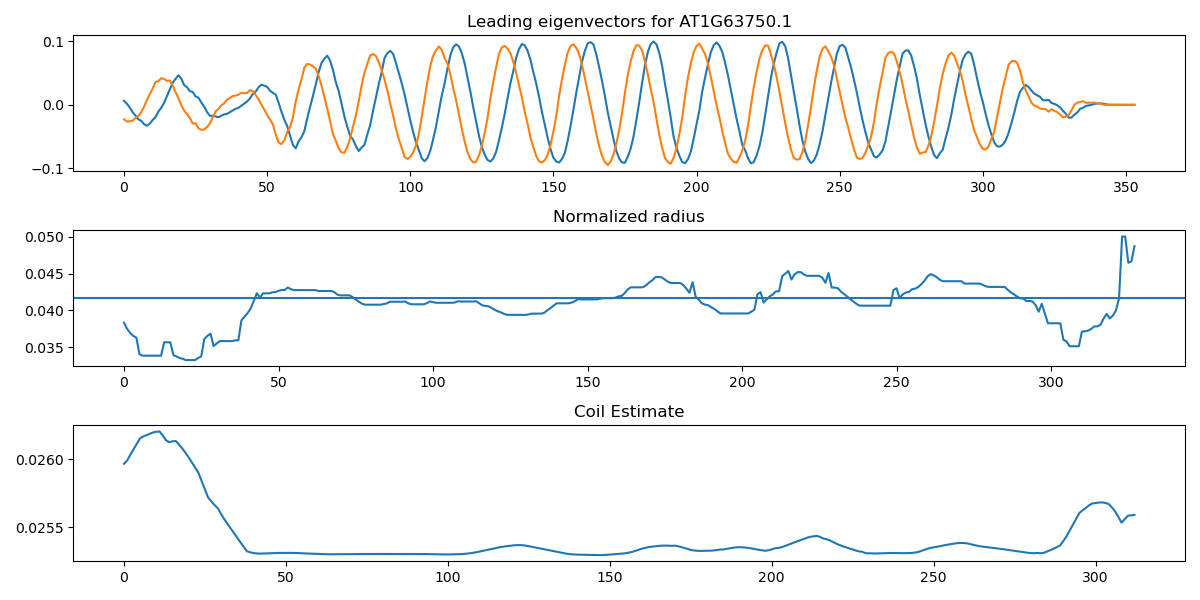 Leading eigenvectors for AT1G63750.1
0.1
0.0
−0.1
0 50 100 150 200 250 300 350
Normalized radius
0.050
0.045
0.040
0.035
0 50 100 150 200 250 300
Coil Estimate
0.0260
0.0255
0 50 100 150 200 250 300